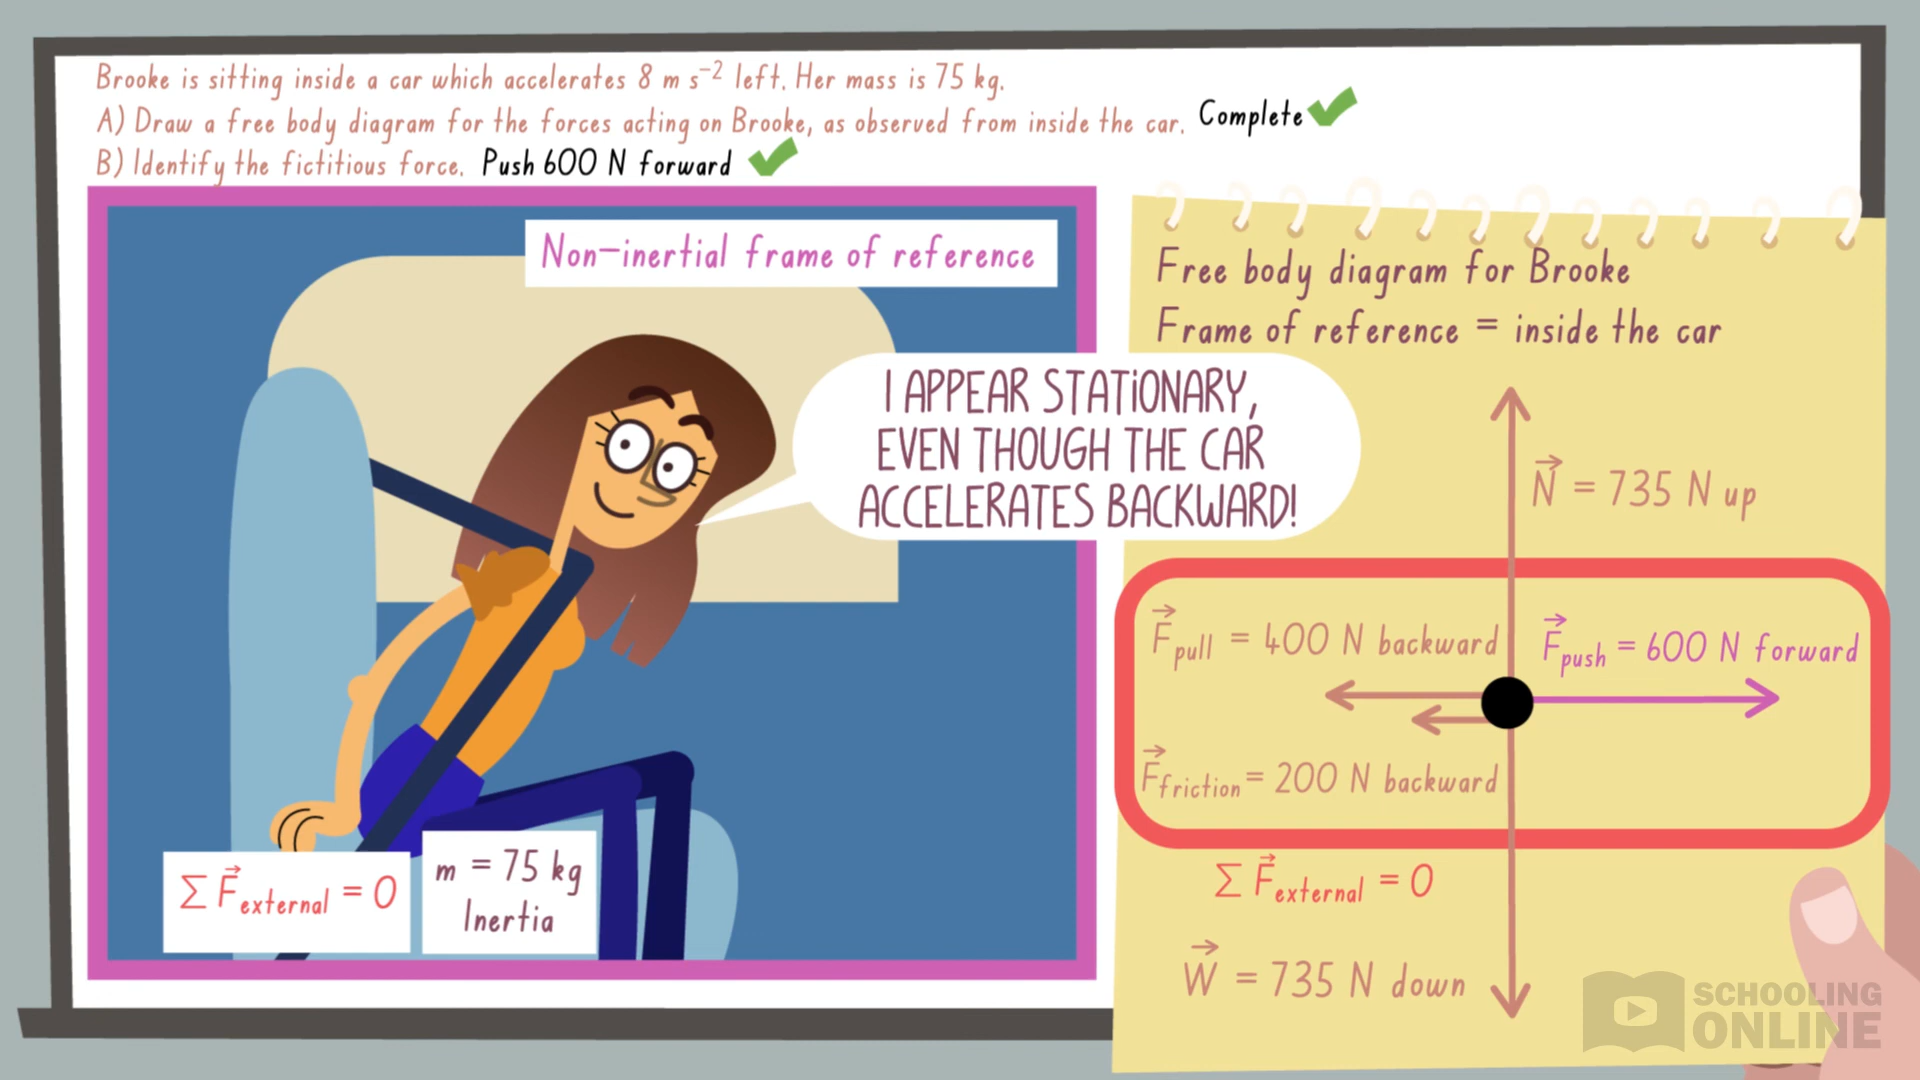 Brooke is sitting inside a car which accelerates 8 m s⁻² left. Her mass is 75 kg.
A) Draw a free body diagram for the forces acting on Brooke, as observed from inside the car. Complete
B) Identify the fictitious force. Push 600 N forward
Non-inertial frame of reference
I APPEAR STATIONARY,
EVEN THOUGH THE CAR
ACCELERATES BACKWARD!
∑ F⃗external = 0
m = 75 kg
Inertia
Free body diagram for Brooke
Frame of reference = inside the car
N⃗ = 735 N up
F⃗pull = 400 N backward
F⃗push = 600 N forward
F⃗friction = 200 N backward
∑ F⃗external = 0
W⃗ = 735 N down
SCHOOLING
ONLINE